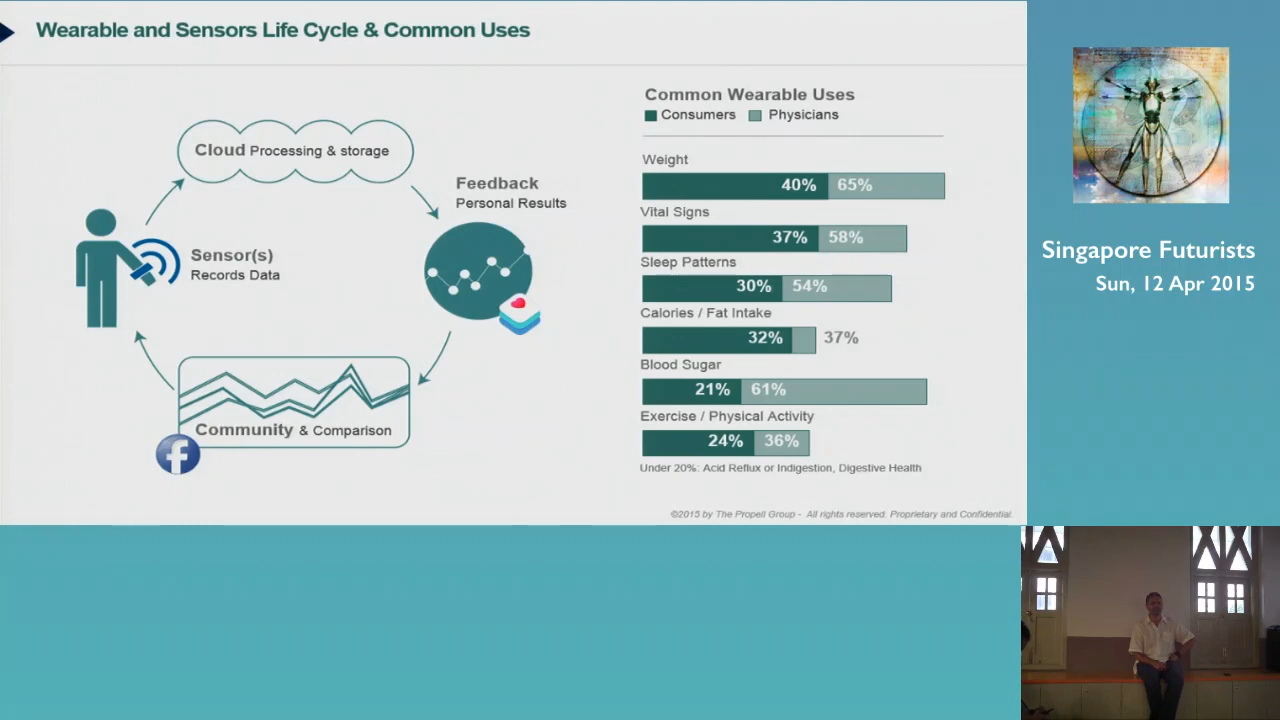 Wearable and Sensors Life Cycle & Common Uses
Cloud Processing & storage
Feedback
Personal Results
Sensor(s)
Records Data
Community & Comparison
f
Common Wearable Uses
Consumers Physicians
Weight
40% 65%
Vital Signs
37% 58%
Sleep Patterns
30% 54%
Calories / Fat Intake
32% 37%
Blood Sugar
21% 61%
Exercise / Physical Activity
24% 36%
Under 20%: Acid Reflux or Indigestion, Digestive Health
©2015 by The Propell Group - All rights reserved. Proprietary and Confidential.
Singapore Futurists
Sun, 12 Apr 2015